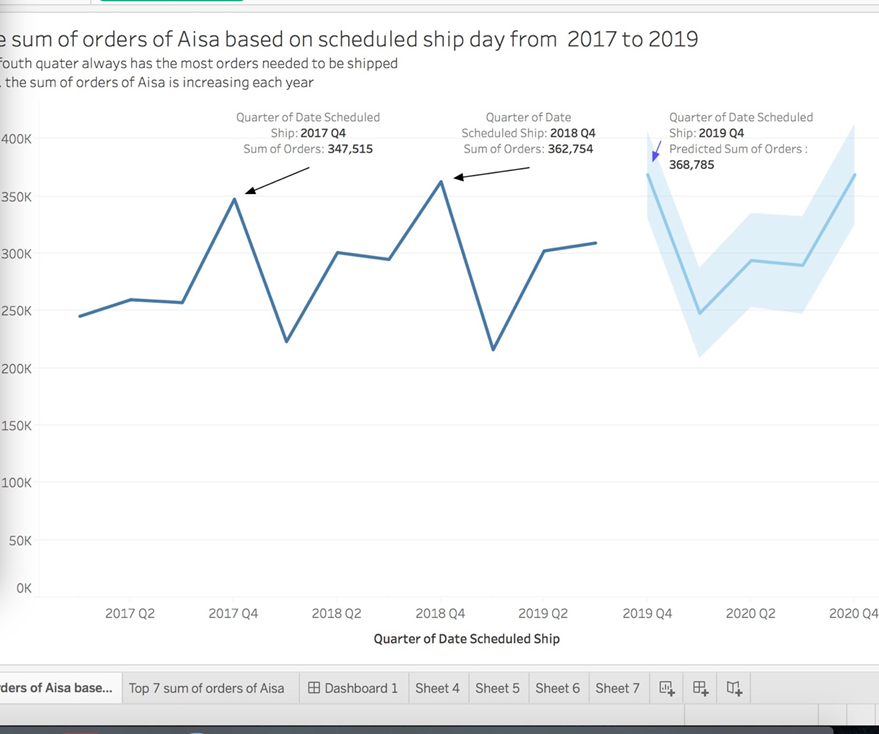 e sum of orders of Aisa based on scheduled ship day from 2017 to 2019
fouth quater always has the most orders needed to be shipped
, the sum of orders of Aisa is increasing each year
Quarter of Date Scheduled
Ship: 2017 Q4
Sum of Orders: 347,515
Quarter of Date
Scheduled Ship: 2018 Q4
Sum of Orders: 362,754
Quarter of Date Scheduled
Ship: 2019 Q4
Predicted Sum of Orders :
368,785
400K
350K
300K
250K
200K
150K
100K
50K
0K
2017 Q2 2017 Q4 2018 Q2 2018 Q4 2019 Q2 2019 Q4 2020 Q2 2020 Q4
Quarter of Date Scheduled Ship
rders of Aisa base... Top 7 sum of orders of Aisa Dashboard 1 Sheet 4 Sheet 5 Sheet 6 Sheet 7